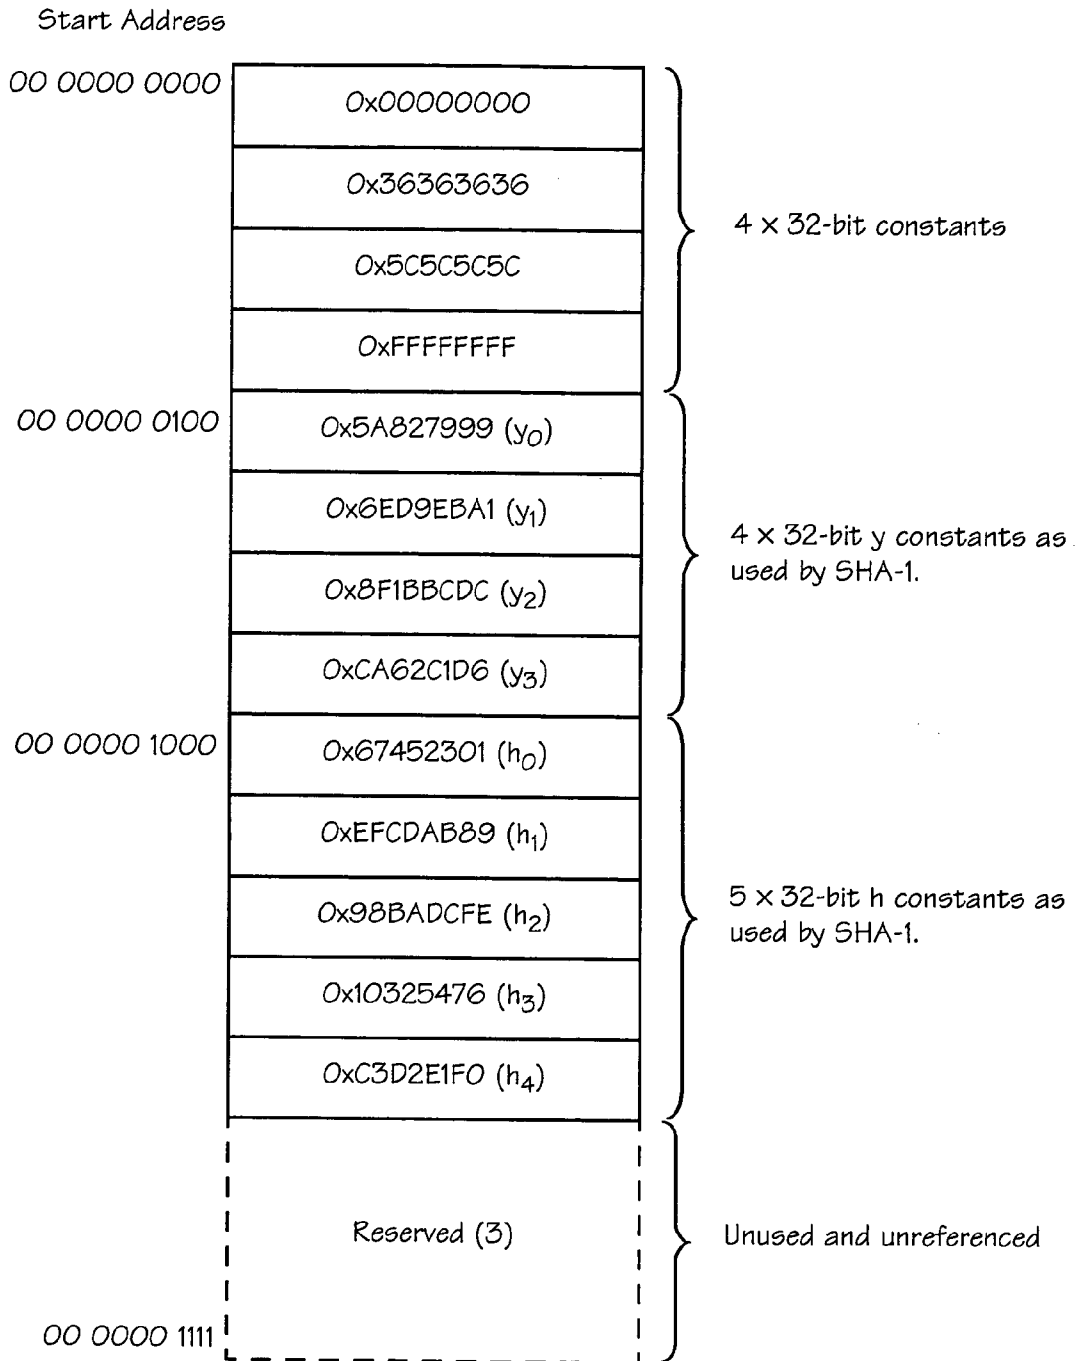 Start Address
00 0000 0000
0x00000000
0x36363636
4 × 32-bit constants
0x5C5C5C5C
0xFFFFFFFF
00 0000 0100
0x5A827999 (y0)
0x6ED9EBA1 (y1)
4 × 32-bit y constants as
used by SHA-1.
0x8F1BBCDC (y2)
0xCA62C1D6 (y3)
00 0000 1000
0x67452301 (h0)
0xEFCDAB89 (h1)
5 × 32-bit h constants as
used by SHA-1.
0x98BADCFE (h2)
0x10325476 (h3)
0xC3D2E1F0 (h4)
Reserved (3)
Unused and unreferenced
00 0000 1111